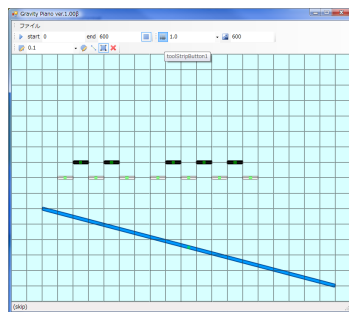 Gravity Piano ver.1.00β
ファイル
start 0 end 600 1.0 600
0.1
toolStripButton1
(skip)